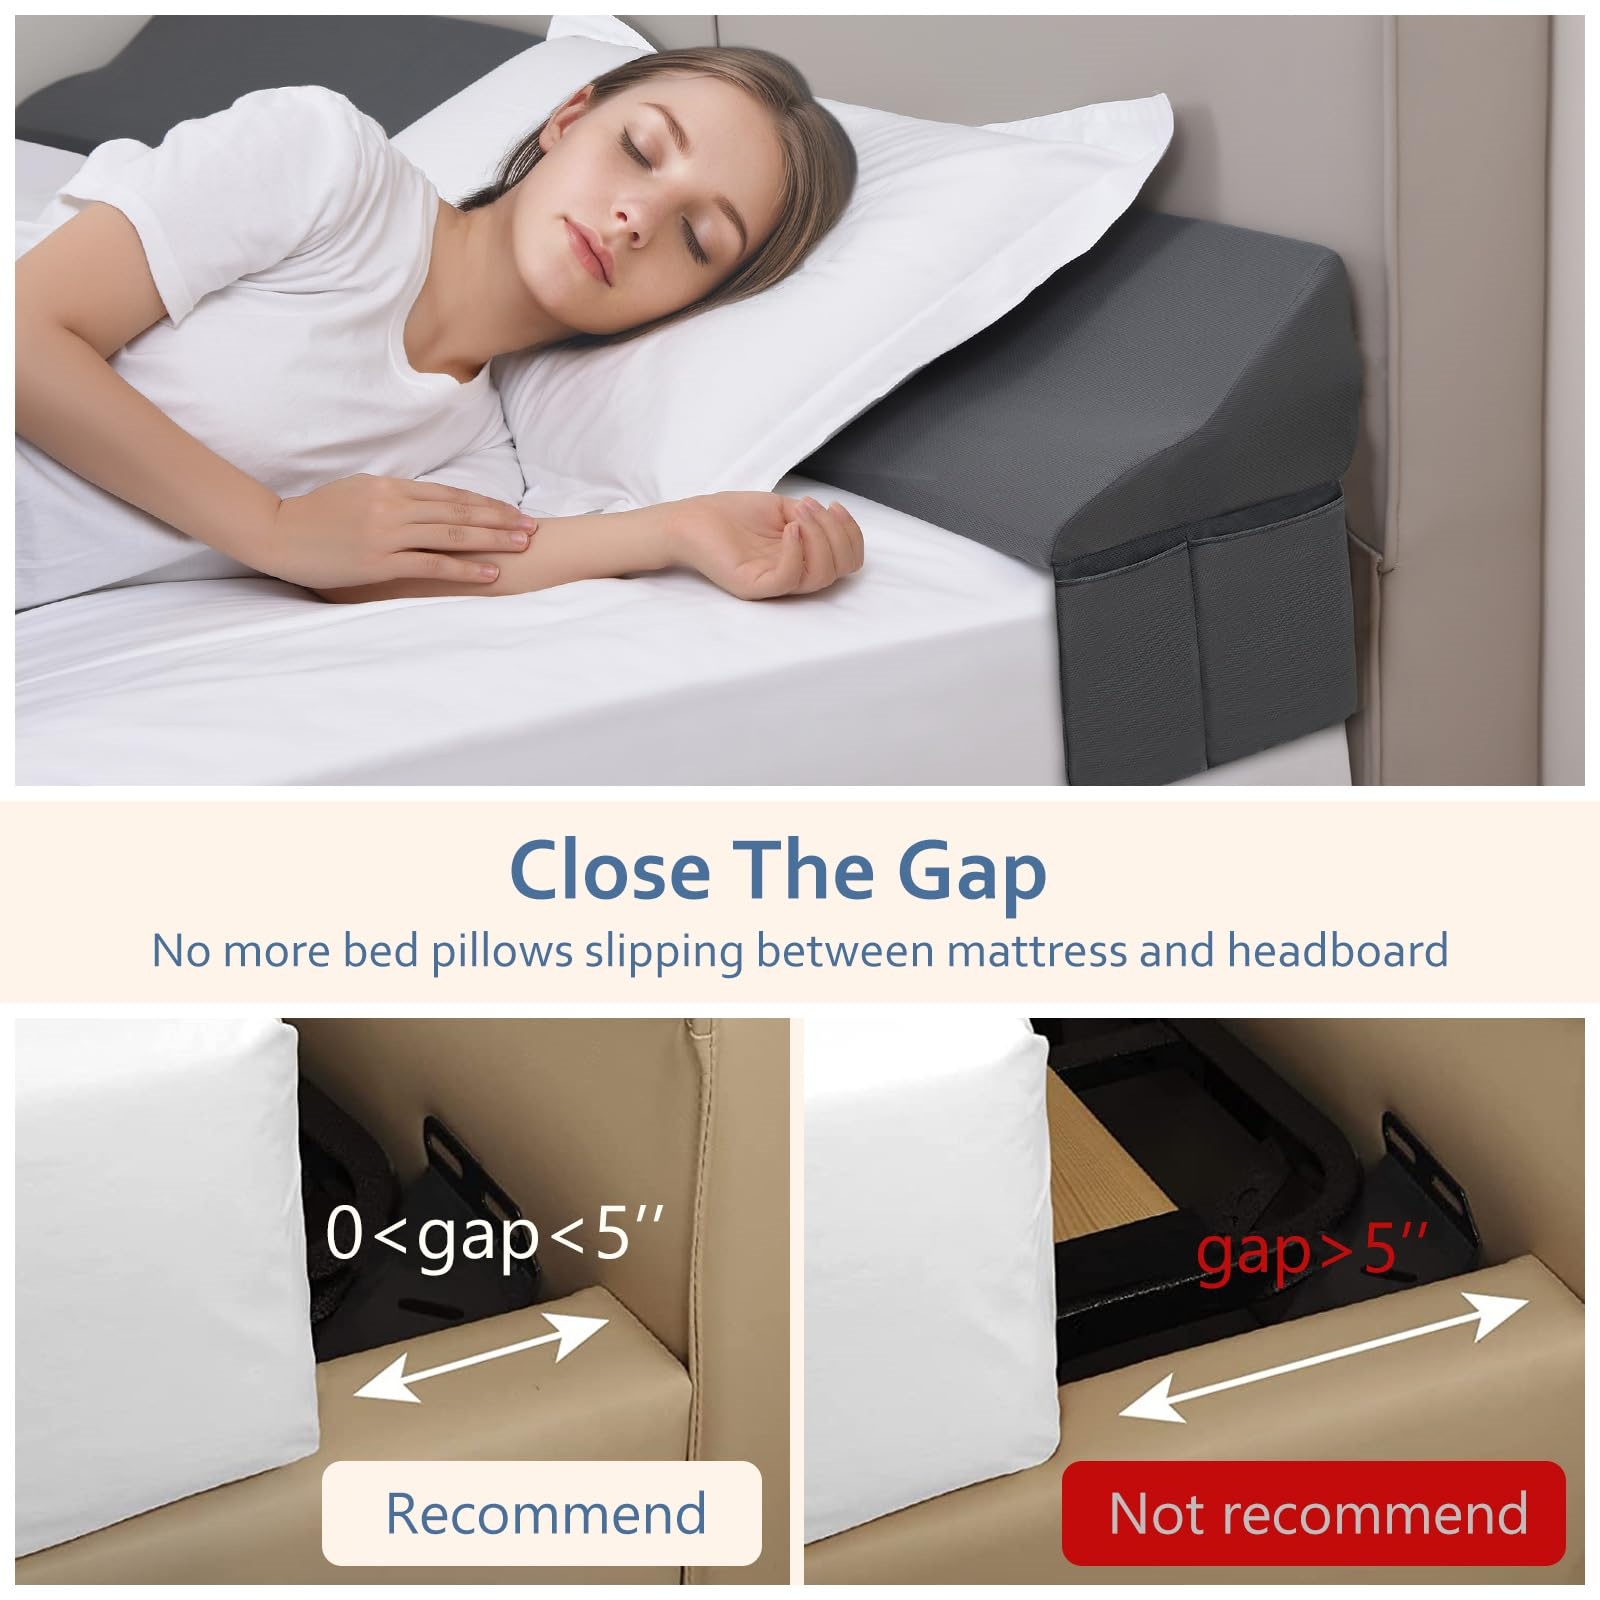 Close The Gap
No more bed pillows slipping between mattress and headboard
0<gap<5''
gap>5''
Recommend
Not recommend